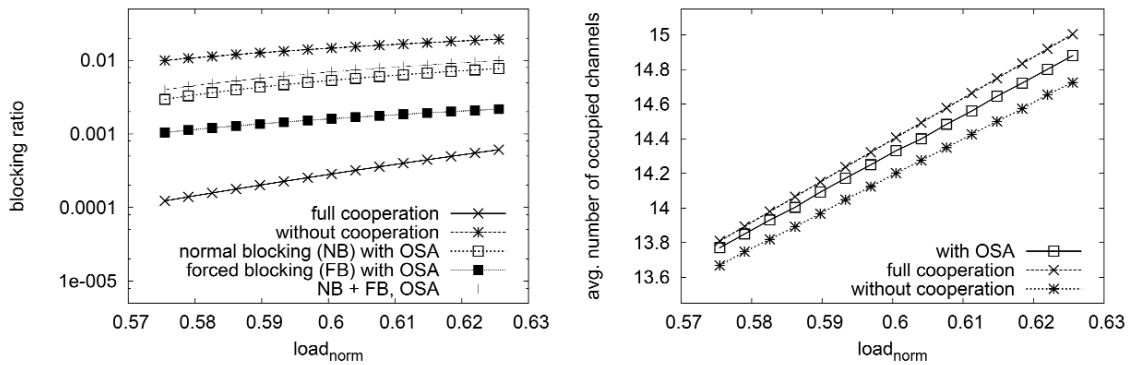 blocking ratio
0.01
0.001
0.0001
1e-005
full cooperation
without cooperation
normal blocking (NB) with OSA
forced blocking (FB) with OSA
NB + FB, OSA
0.57 0.58 0.59 0.6 0.61 0.62 0.63
load_norm
avg. number of occupied channels
15
14.8
14.6
14.4
14.2
14
13.8
13.6
with OSA
full cooperation
without cooperation
0.57 0.58 0.59 0.6 0.61 0.62 0.63
load_norm